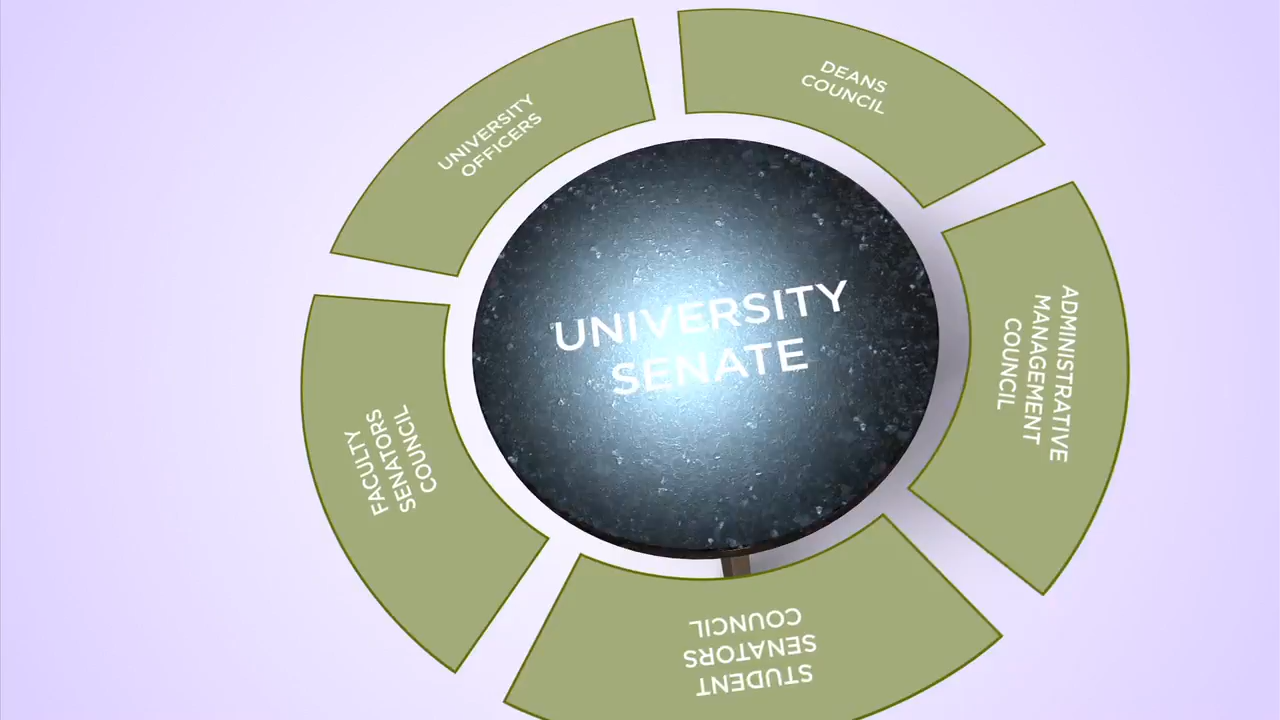 DEANS
COUNCIL
UNIVERSITY
OFFICERS
UNIVERSITY
SENATE
ADMINISTRATIVE
MANAGEMENT
COUNCIL
FACULTY
SENATORS
COUNCIL
STUDENT
SENATORS
COUNCIL